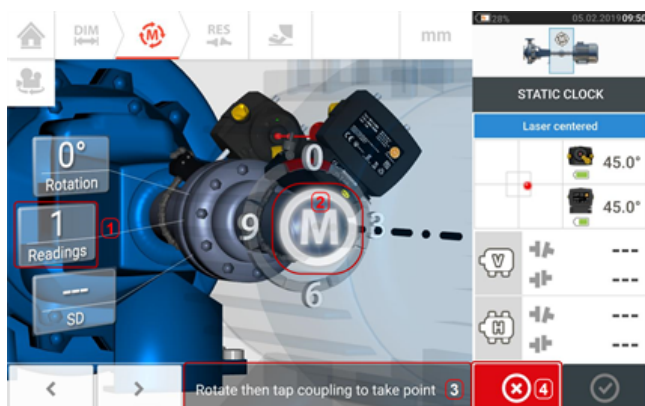 28%
05.02.2019 09:50
DIM
M
RES
mm
STATIC CLOCK
Laser centered
0°
Rotation
0
45.0°
1
Readings
1
2
M
9
3
45.0°
6
---
SD
V
---
---
H
---
---
Rotate then tap coupling to take point
3
4